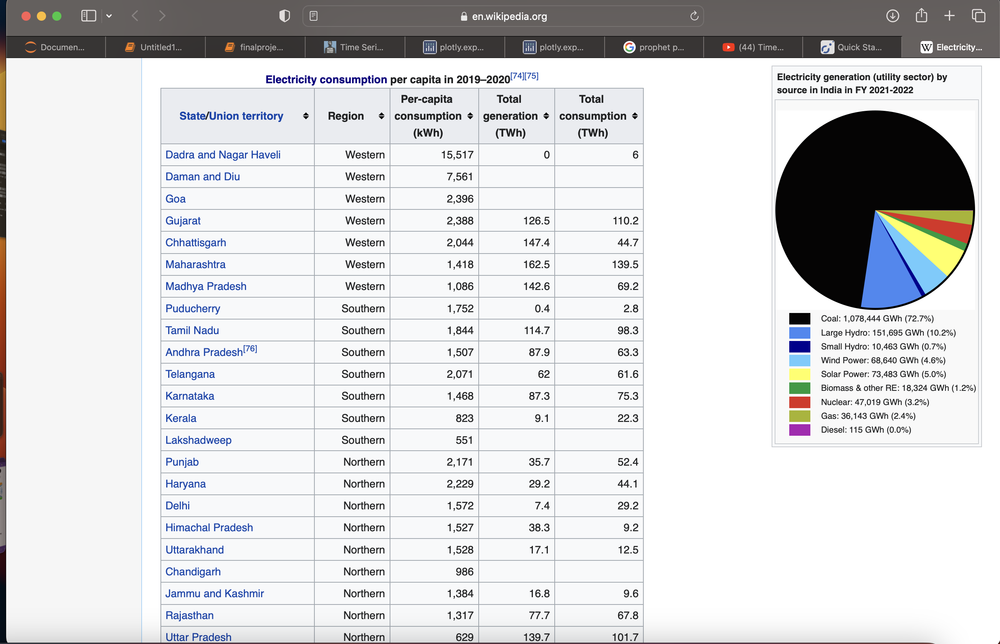 en.wikipedia.org
Documen...
Untitled1...
finalproje...
Time Seri...
plotly.exp...
plotly.exp...
prophet p...
(44) Time...
Quick Sta...
Electricity...
Electricity consumption per capita in 2019–2020[74][75]
State/Union territory Region Per-capita consumption (kWh) Total generation (TWh) Total consumption (TWh)
Dadra and Nagar Haveli Western 15,517 0 6
Daman and Diu Western 7,561
Goa Western 2,396
Gujarat Western 2,388 126.5 110.2
Chhattisgarh Western 2,044 147.4 44.7
Maharashtra Western 1,418 162.5 139.5
Madhya Pradesh Western 1,086 142.6 69.2
Puducherry Southern 1,752 0.4 2.8
Tamil Nadu Southern 1,844 114.7 98.3
Andhra Pradesh[76] Southern 1,507 87.9 63.3
Telangana Southern 2,071 62 61.6
Karnataka Southern 1,468 87.3 75.3
Kerala Southern 823 9.1 22.3
Lakshadweep Southern 551
Punjab Northern 2,171 35.7 52.4
Haryana Northern 2,229 29.2 44.1
Delhi Northern 1,572 7.4 29.2
Himachal Pradesh Northern 1,527 38.3 9.2
Uttarakhand Northern 1,528 17.1 12.5
Chandigarh Northern 986
Jammu and Kashmir Northern 1,384 16.8 9.6
Rajasthan Northern 1,317 77.7 67.8
Uttar Pradesh Northern 629 139.7 101.7
Electricity generation (utility sector) by
source in India in FY 2021-2022
Coal: 1,078,444 GWh (72.7%)
Large Hydro: 151,695 GWh (10.2%)
Small Hydro: 10,463 GWh (0.7%)
Wind Power: 68,640 GWh (4.6%)
Solar Power: 73,483 GWh (5.0%)
Biomass & other RE: 18,324 GWh (1.2%)
Nuclear: 47,019 GWh (3.2%)
Gas: 36,143 GWh (2.4%)
Diesel: 115 GWh (0.0%)